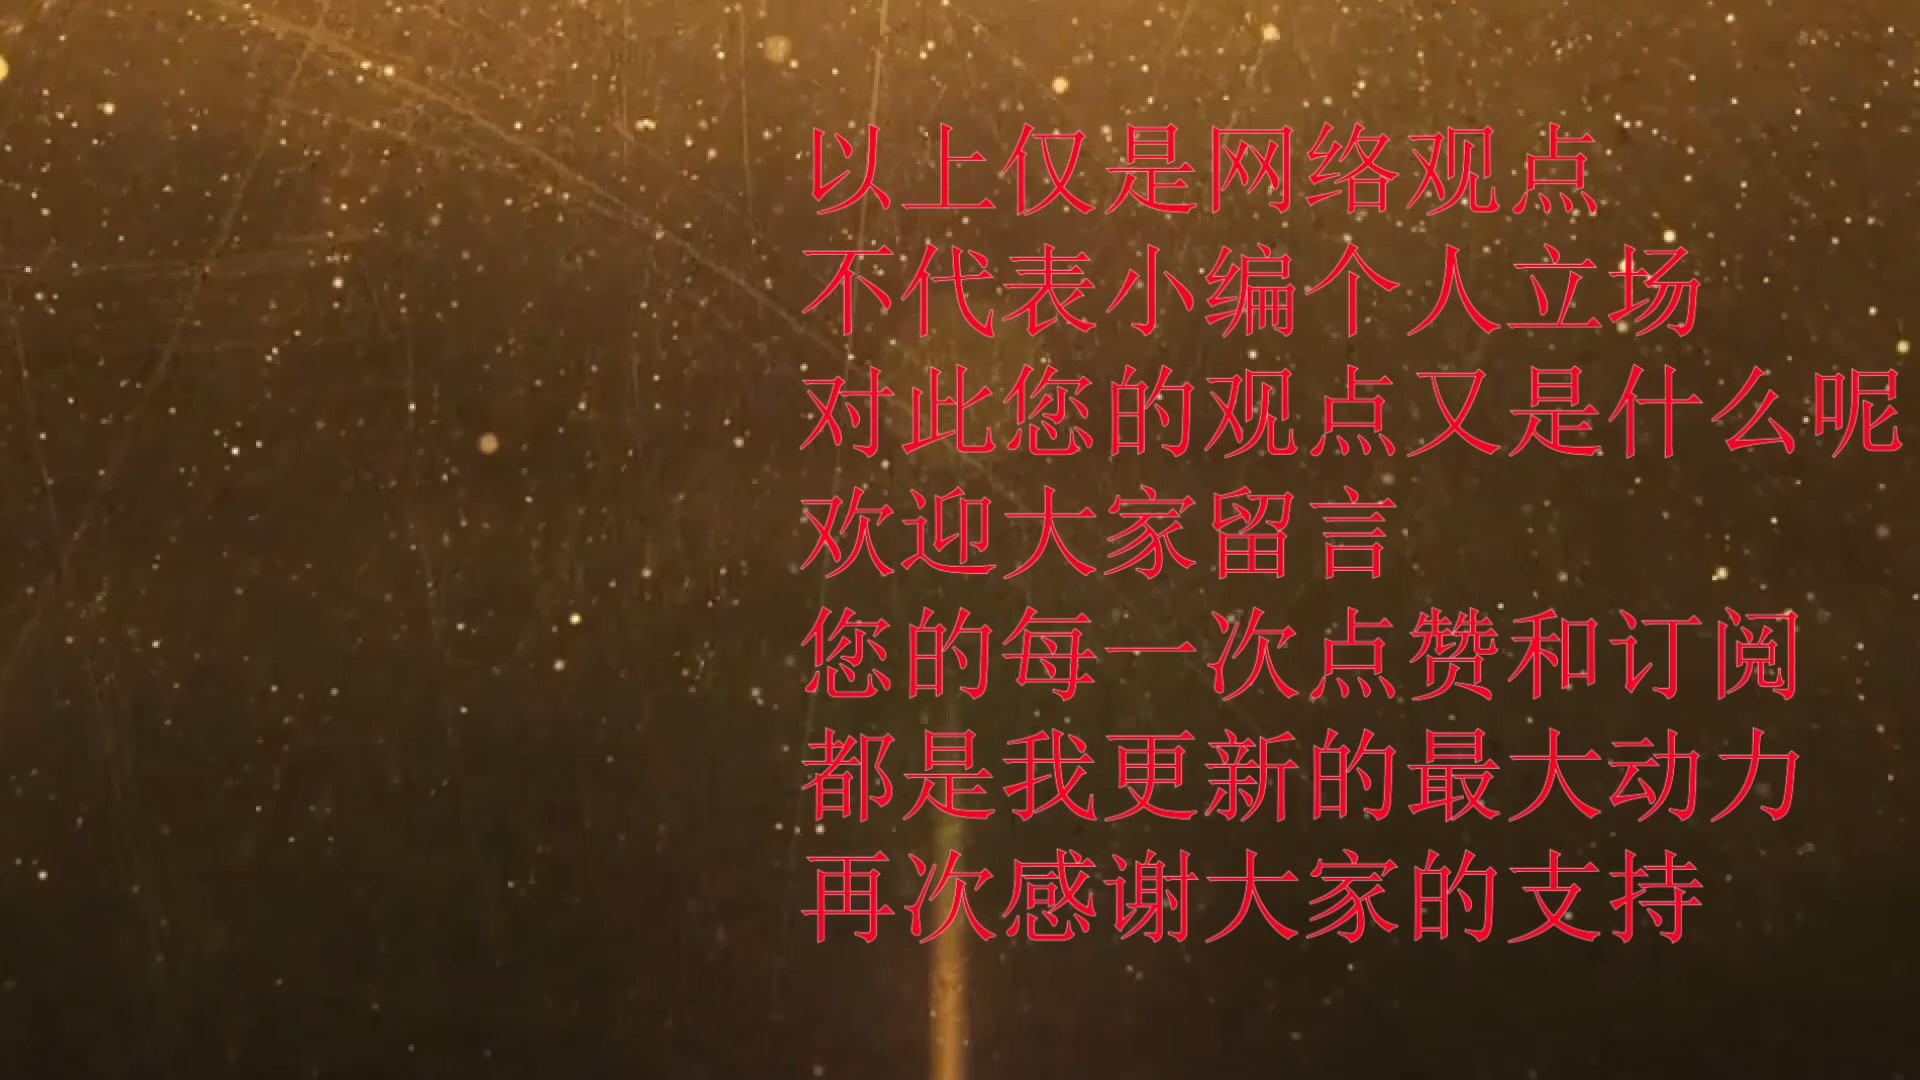 以上仅是网络观点
不代表小编个人立场
对此您的观点又是什么呢
欢迎大家留言
您的每一次点赞和订阅
都是我更新的最大动力
再次感谢大家的支持